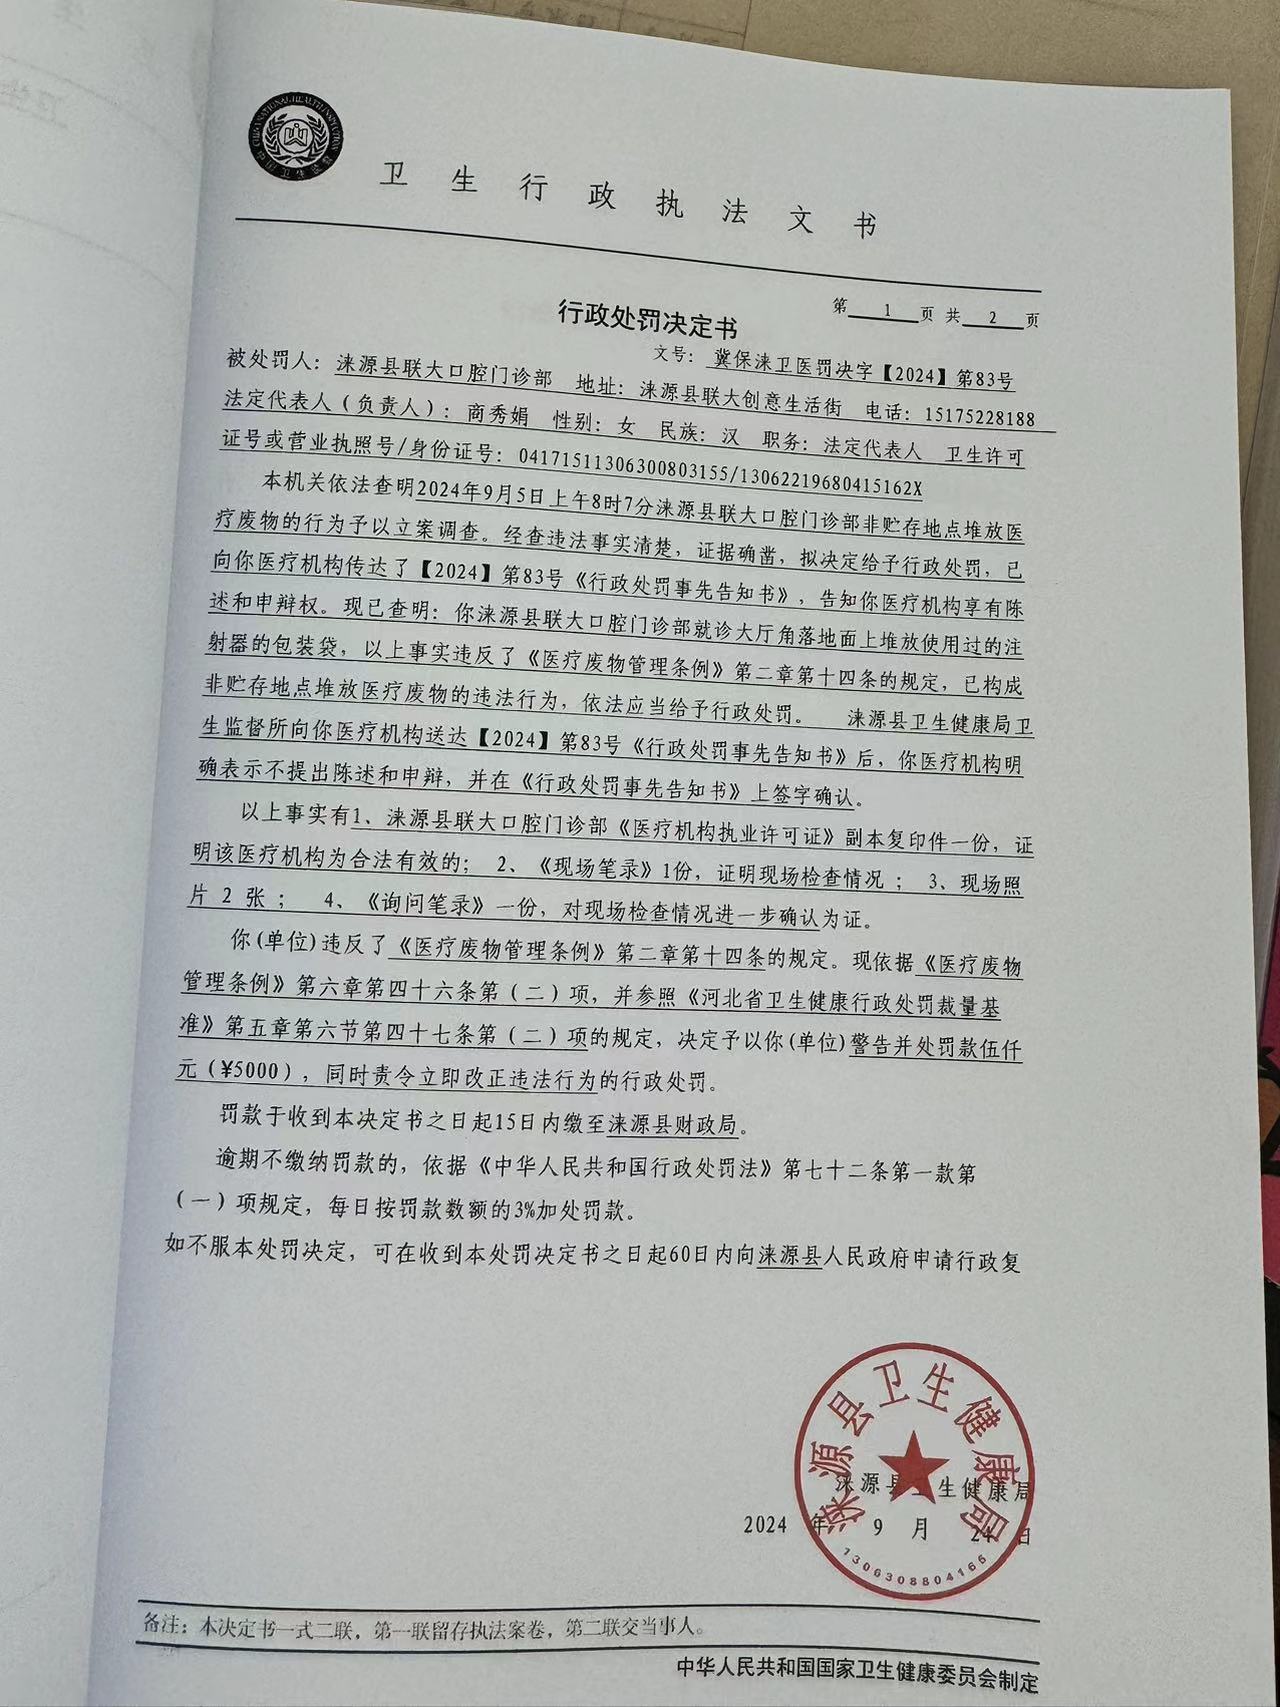 CHINA NATIONAL HEALTH INSPECTION
中国卫生监督
卫生行政执法文书
第 1 页 共 2 页
行政处罚决定书
文号： 冀保涞卫医罚决字【2024】第83号
被处罚人：涞源县联大口腔门诊部 地址：涞源县联大创意生活街 电话：15175228188
法定代表人（负责人）：商秀娟 性别：女 民族：汉 职务：法定代表人 卫生许可
证号或营业执照号/身份证号：04171511306300803155/13062219680415162X
本机关依法查明2024年9月5日上午8时7分涞源县联大口腔门诊部非贮存地点堆放医
疗废物的行为予以立案调查。经查违法事实清楚，证据确凿，拟决定给予行政处罚，已
向你医疗机构传达了【2024】第83号《行政处罚事先告知书》，告知你医疗机构享有陈
述和申辩权。现已查明：你涞源县联大口腔门诊部就诊大厅角落地面上堆放使用过的注
射器的包装袋，以上事实违反了《医疗废物管理条例》第二章第十四条的规定，已构成
非贮存地点堆放医疗废物的违法行为，依法应当给予行政处罚。 涞源县卫生健康局卫
生监督所向你医疗机构送达【2024】第83号《行政处罚事先告知书》后，你医疗机构明
确表示不提出陈述和申辩，并在《行政处罚事先告知书》上签字确认。
以上事实有1、涞源县联大口腔门诊部《医疗机构执业许可证》副本复印件一份，证
明该医疗机构为合法有效的； 2、《现场笔录》1份，证明现场检查情况； 3、现场照
片 2 张； 4、《询问笔录》一份，对现场检查情况进一步确认为证。
你(单位)违反了《医疗废物管理条例》第二章第十四条的规定。现依据《医疗废物
管理条例》第六章第四十六条第（二）项，并参照《河北省卫生健康行政处罚裁量基
准》第五章第六节第四十七条第（二）项的规定，决定予以你(单位)警告并处罚款伍仟
元（¥5000），同时责令立即改正违法行为的行政处罚。
罚款于收到本决定书之日起15日内缴至涞源县财政局。
逾期不缴纳罚款的，依据《中华人民共和国行政处罚法》第七十二条第一款第
（一）项规定，每日按罚款数额的3%加处罚款。
如不服本处罚决定，可在收到本处罚决定书之日起60日内向涞源县人民政府申请行政复
涞源县卫生健康局
涞源县卫生健康局
2024 年 9 月 24 日
1306308804165
备注：本决定书一式二联，第一联留存执法案卷，第二联交当事人。
中华人民共和国国家卫生健康委员会制定